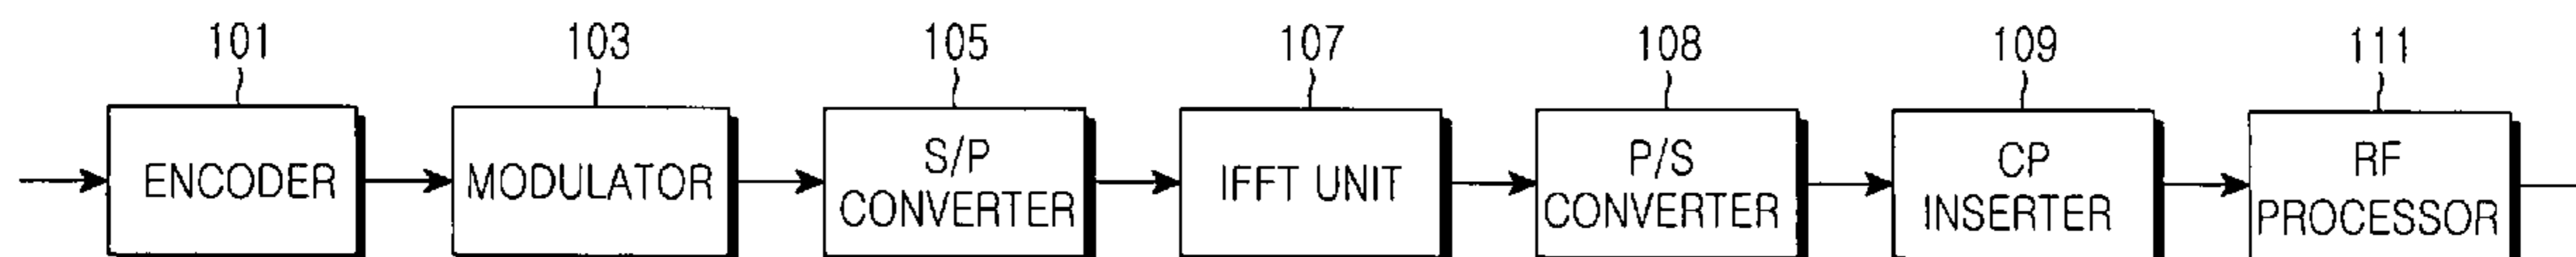 101 103 105 107 108 109 111
ENCODER
MODULATOR
S/P
CONVERTER
IFFT UNIT
P/S
CONVERTER
CP
INSERTER
RF
PROCESSOR